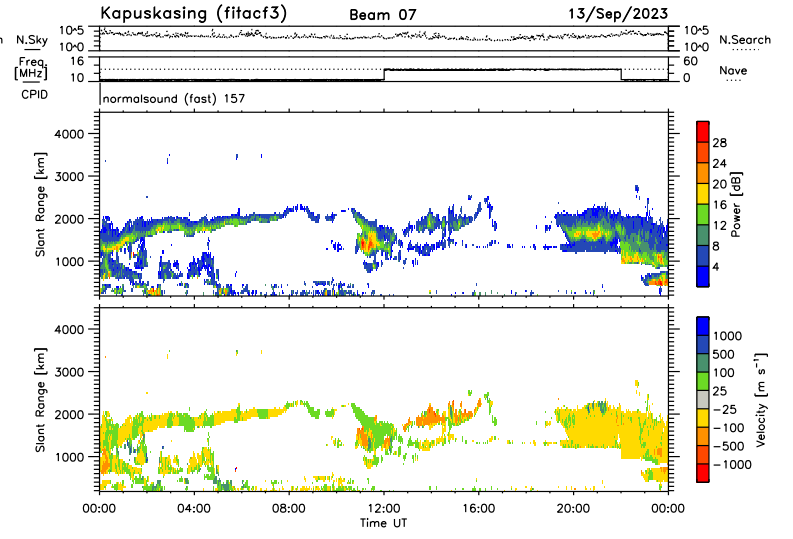 Kapuskasing (fitacf3) Beam 07 13/Sep/2023
N.Sky 10^5 10^5 N.Search
10^0 10^0
Freq. [MHz] 16 60 Nave
10 0
CPID normalsound (fast) 157
Slant Range [km]
4000
3000
2000
1000
28
24
20
16
12
8
4
Power [dB]
Slant Range [km]
4000
3000
2000
1000
1000
500
100
25
-25
-100
-500
-1000
Velocity [m s⁻¹]
00:00 04:00 08:00 12:00 16:00 20:00 00:00
Time UT